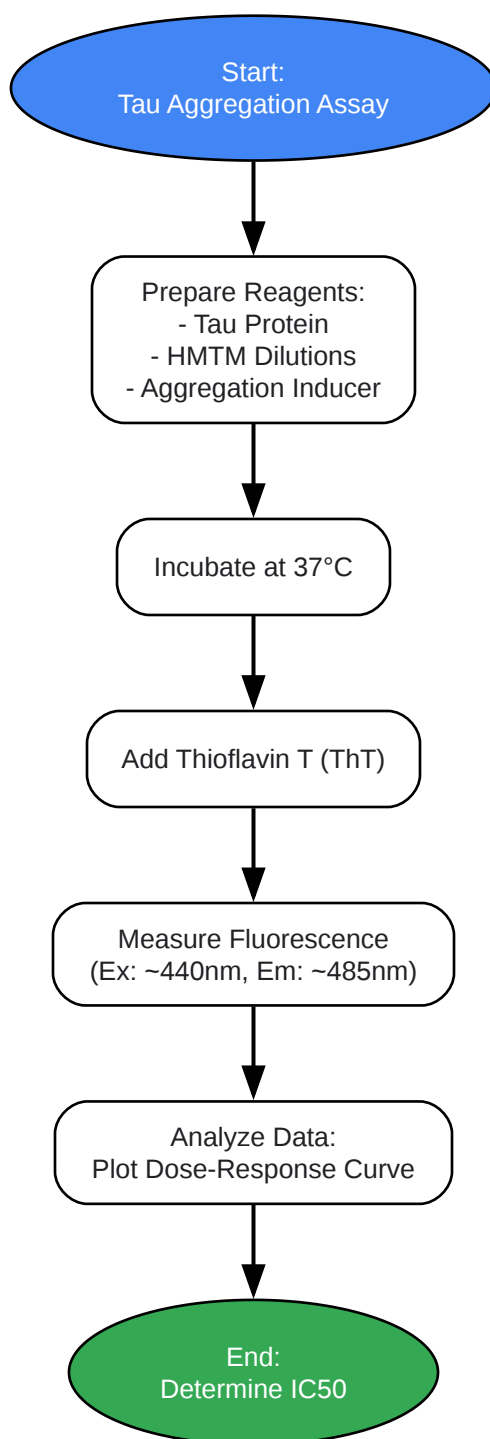 Start:
Tau Aggregation Assay
Prepare Reagents:
- Tau Protein
- HMTM Dilutions
- Aggregation Inducer
Incubate at 37°C
Add Thioflavin T (ThT)
Measure Fluorescence
(Ex: ~440nm, Em: ~485nm)
Analyze Data:
Plot Dose-Response Curve
End:
Determine IC50